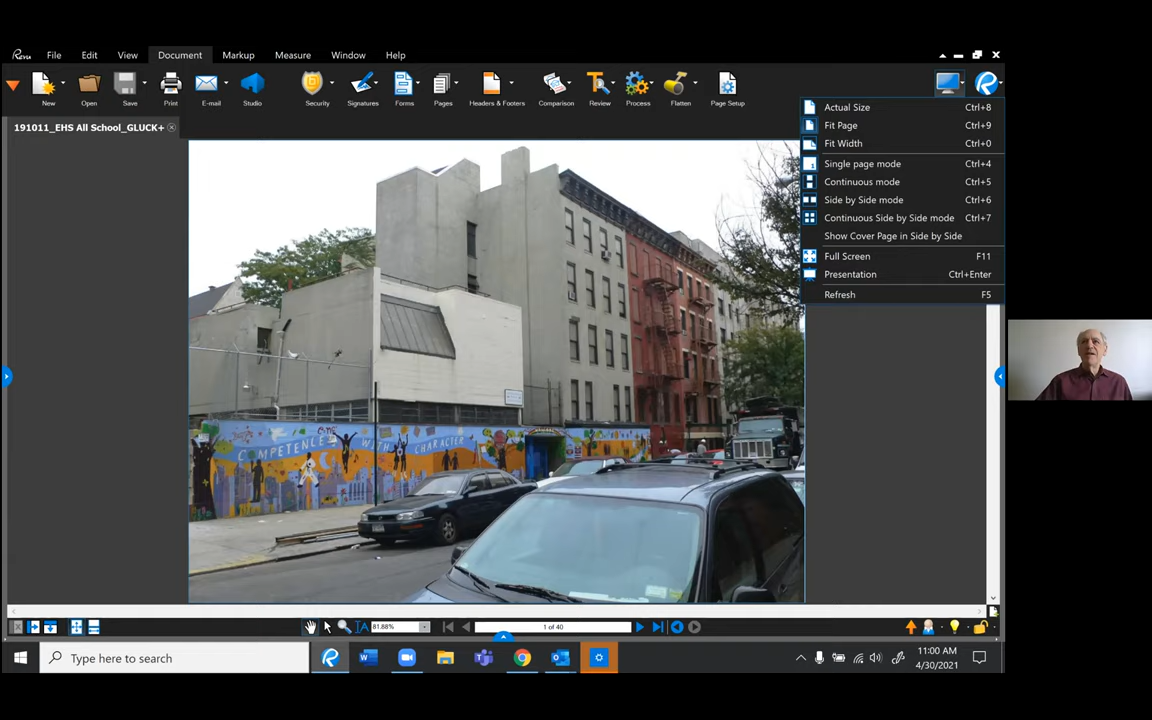 Revu File Edit View Document Markup Measure Window Help
New Open Save Print E-mail Studio Security Signatures Forms Pages Headers & Footers Comparison Review Process Flatten Page Setup
191011_EHS All School_GLUCK+
Actual Size Ctrl+8
Fit Page Ctrl+9
Fit Width Ctrl+0
Single page mode Ctrl+4
Continuous mode Ctrl+5
Side by Side mode Ctrl+6
Continuous Side by Side mode Ctrl+7
Show Cover Page in Side by Side
Full Screen F11
Presentation Ctrl+Enter
Refresh F5
COMPETENCE WITH CHARACTER
81.88% 1 of 40
Type here to search
11:00 AM
4/30/2021